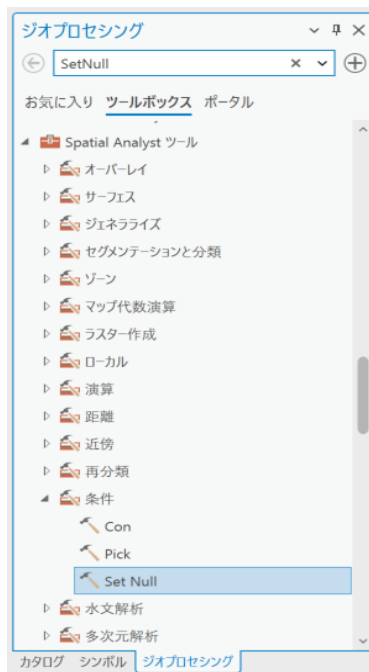 ジオプロセシング
SetNull
お気に入り ツールボックス ポータル
Spatial Analyst ツール
オーバーレイ
サーフェス
ジェネラライズ
セグメンテーションと分類
ゾーン
マップ代数演算
ラスター作成
ローカル
演算
距離
近傍
再分類
条件
Con
Pick
Set Null
水文解析
多次元解析
カタログ シンボル ジオプロセシング